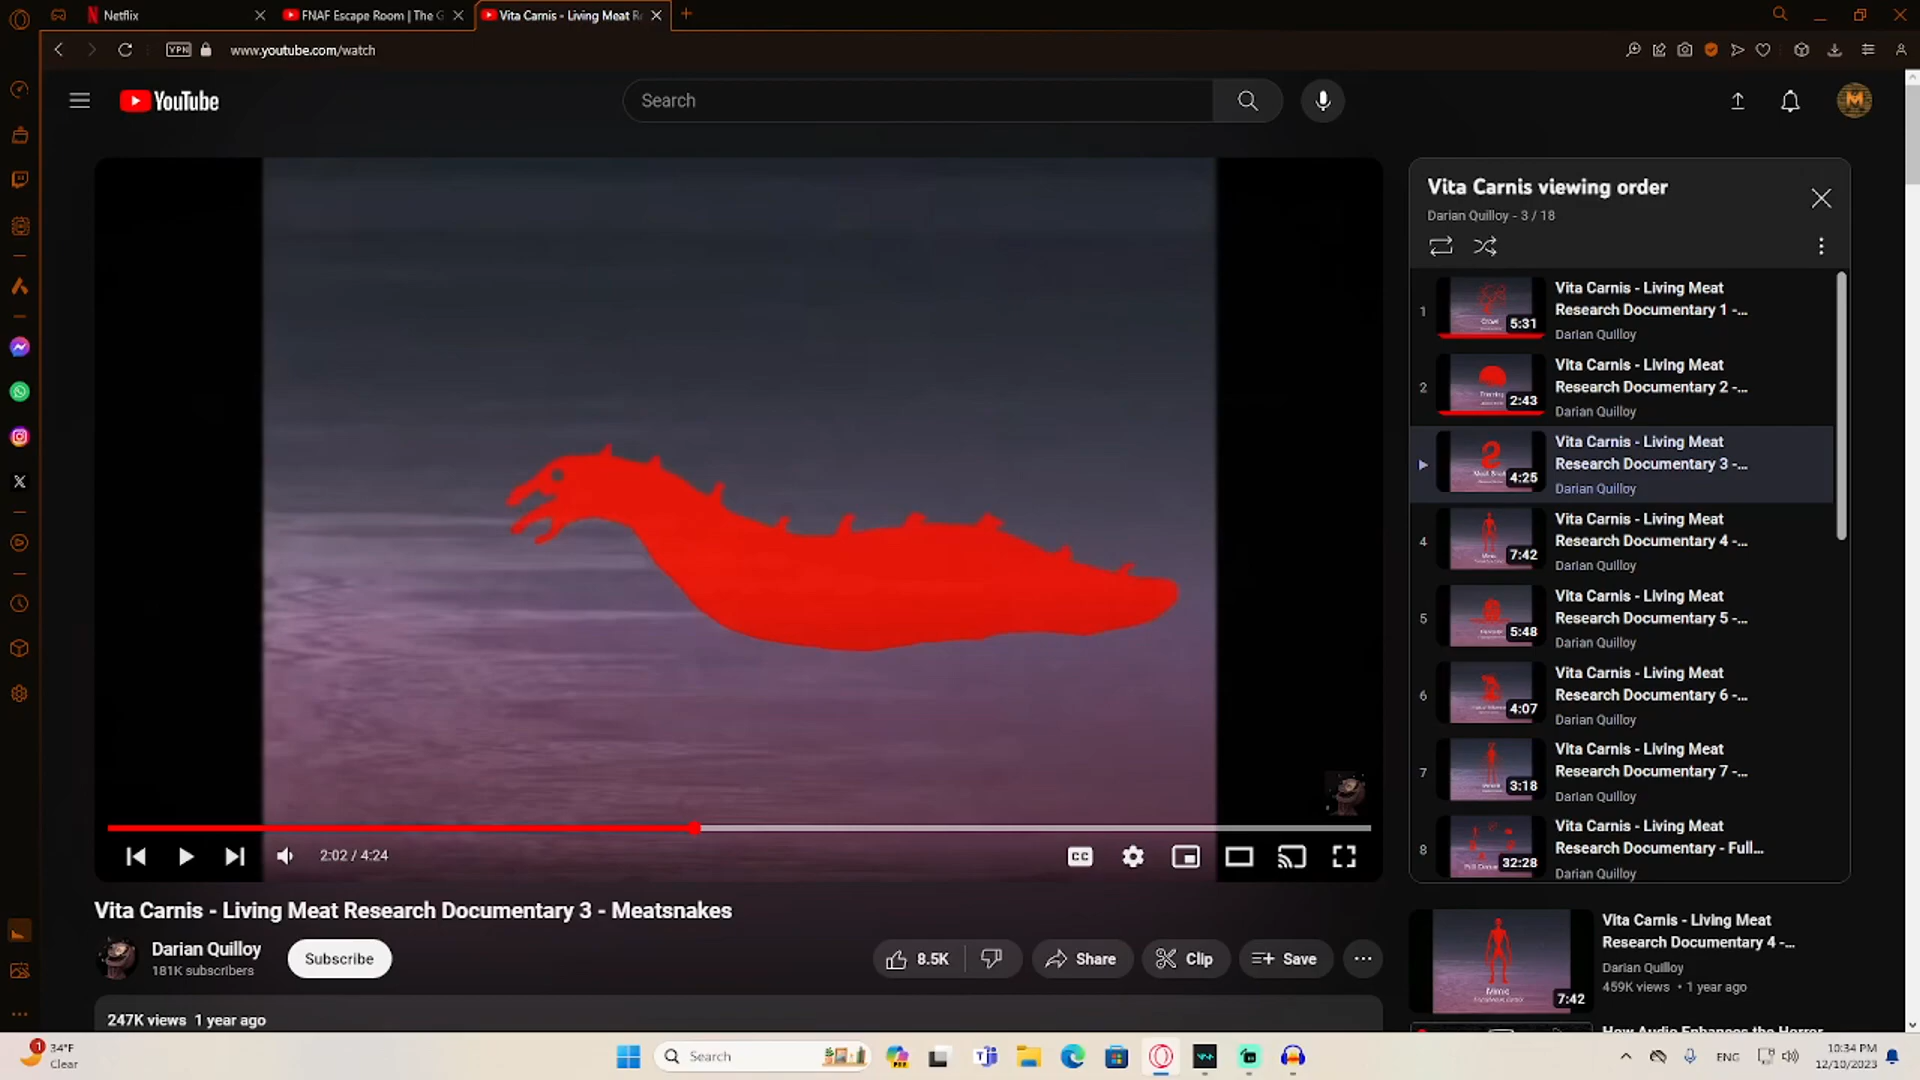 Netflix
FNAF Escape Room | The G
Vita Carnis - Living Meat R
VPN
www.youtube.com/watch
YouTube
Search
M
Vita Carnis viewing order
Darian Quilloy - 3 / 18
1
5:31
Vita Carnis - Living Meat
Research Documentary 1 -...
Darian Quilloy
2
2:43
Vita Carnis - Living Meat
Research Documentary 2 -...
Darian Quilloy
4:25
Vita Carnis - Living Meat
Research Documentary 3 -...
Darian Quilloy
4
7:42
Vita Carnis - Living Meat
Research Documentary 4 -...
Darian Quilloy
5
5:48
Vita Carnis - Living Meat
Research Documentary 5 -...
Darian Quilloy
6
4:07
Vita Carnis - Living Meat
Research Documentary 6 -...
Darian Quilloy
7
3:18
Vita Carnis - Living Meat
Research Documentary 7 -...
Darian Quilloy
8
32:28
Vita Carnis - Living Meat
Research Documentary - Full...
Darian Quilloy
2:02 / 4:24
CC
Vita Carnis - Living Meat Research Documentary 3 - Meatsnakes
Darian Quilloy
181K subscribers
Subscribe
8.5K
Share
Clip
Save
247K views 1 year ago
Mimic
7:42
Vita Carnis - Living Meat
Research Documentary 4 -...
Darian Quilloy
459K views • 1 year ago
How Audio Enhances the Horror
1
34°F
Clear
Search
ENG
10:34 PM
12/10/2023